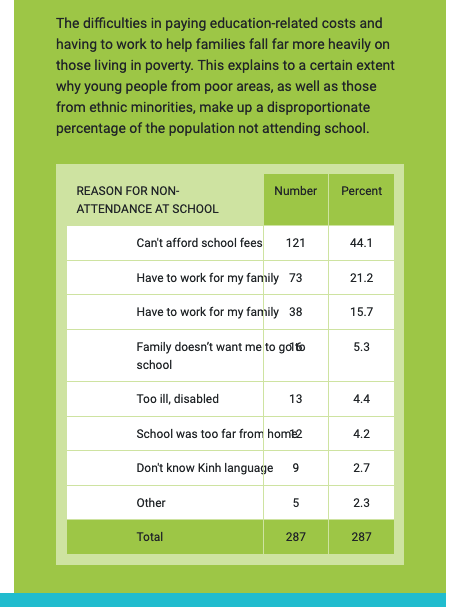 The difficulties in paying education-related costs and
having to work to help families fall far more heavily on
those living in poverty. This explains to a certain extent
why young people from poor areas, as well as those
from ethnic minorities, make up a disproportionate
percentage of the population not attending school.
REASON FOR NON- Number Percent
ATTENDANCE AT SCHOOL
Can't afford school fees 121 44.1
Have to work for my family 73 21.2
Have to work for my family 38 15.7
Family doesn’t want me to go to 16 5.3
school
Too ill, disabled 13 4.4
School was too far from home 12 4.2
Don't know Kinh language 9 2.7
Other 5 2.3
Total 287 287